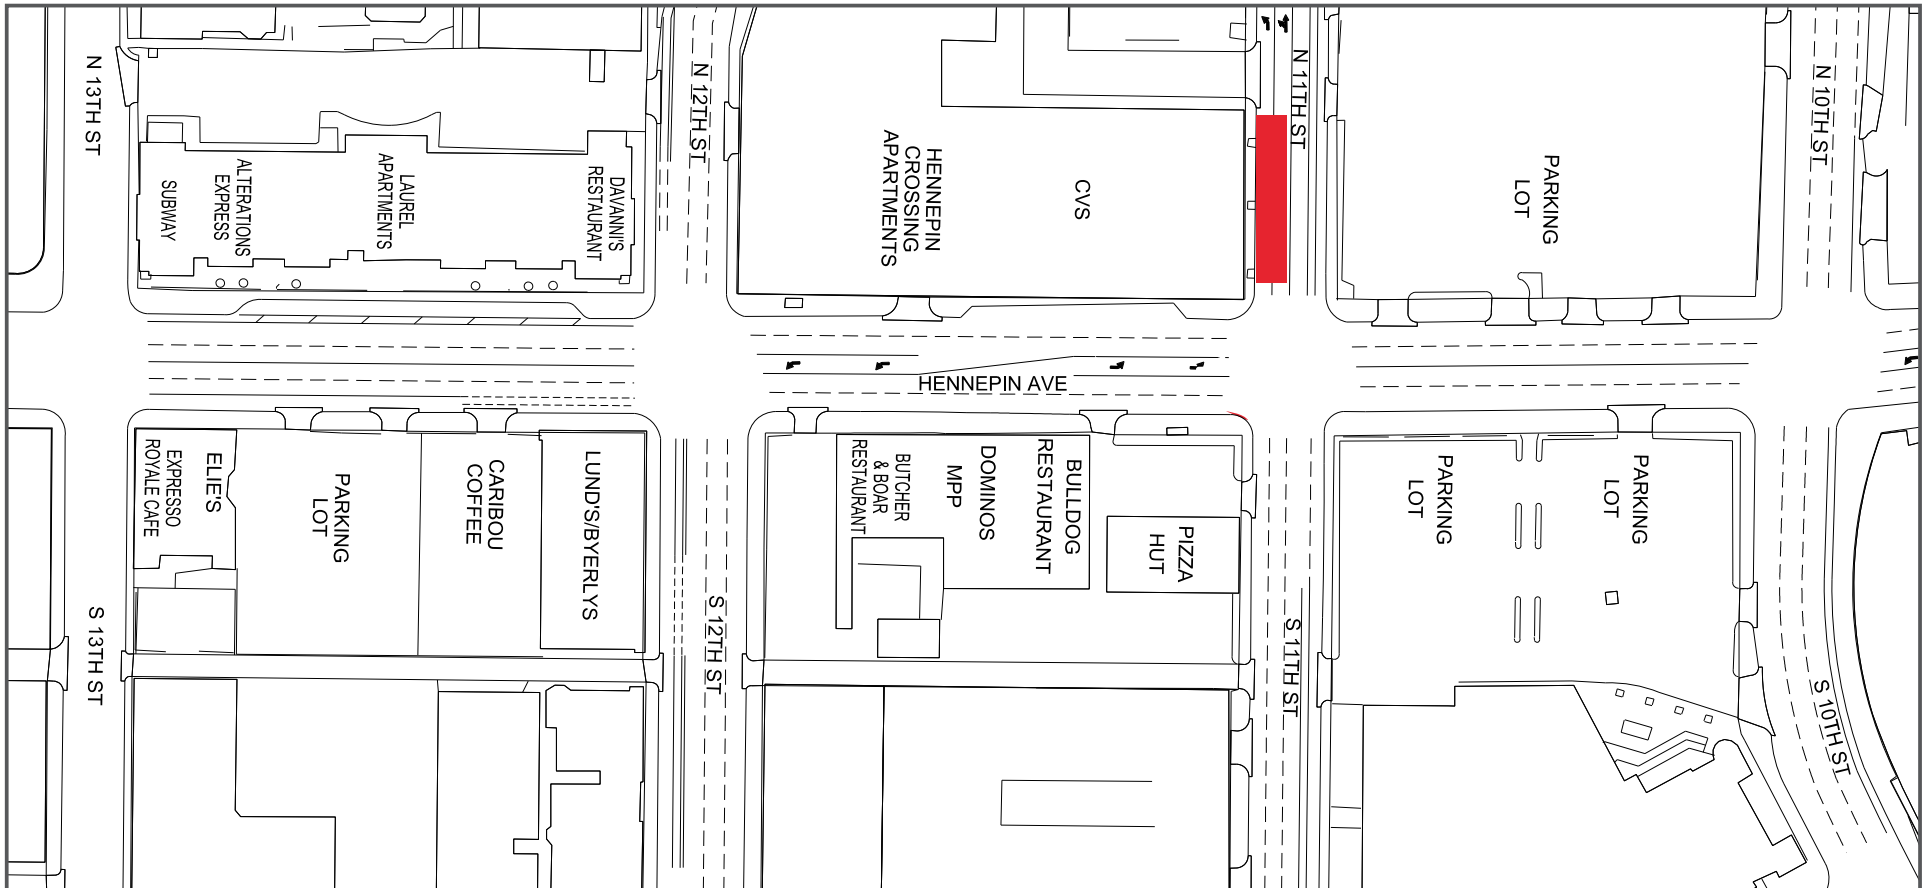 N 13TH ST
N 12TH ST
N 11TH ST
N 10TH ST
SUBWAY
ALTERATIONS
EXPRESS
LAUREL
APARTMENTS
DAVANNI'S
RESTAURANT
HENNEPIN
CROSSING
APARTMENTS
CVS
PARKING
LOT
HENNEPIN AVE
ELIE'S
EXPRESSO
ROYALE CAFE
PARKING
LOT
CARIBOU
COFFEE
LUND'S/BYERLYS
BUTCHER
& BOAR
RESTAURANT
MPP
DOMINOS
BULLDOG
RESTAURANT
PIZZA
HUT
PARKING
LOT
PARKING
LOT
S 13TH ST
S 12TH ST
S 11TH ST
S 10TH ST